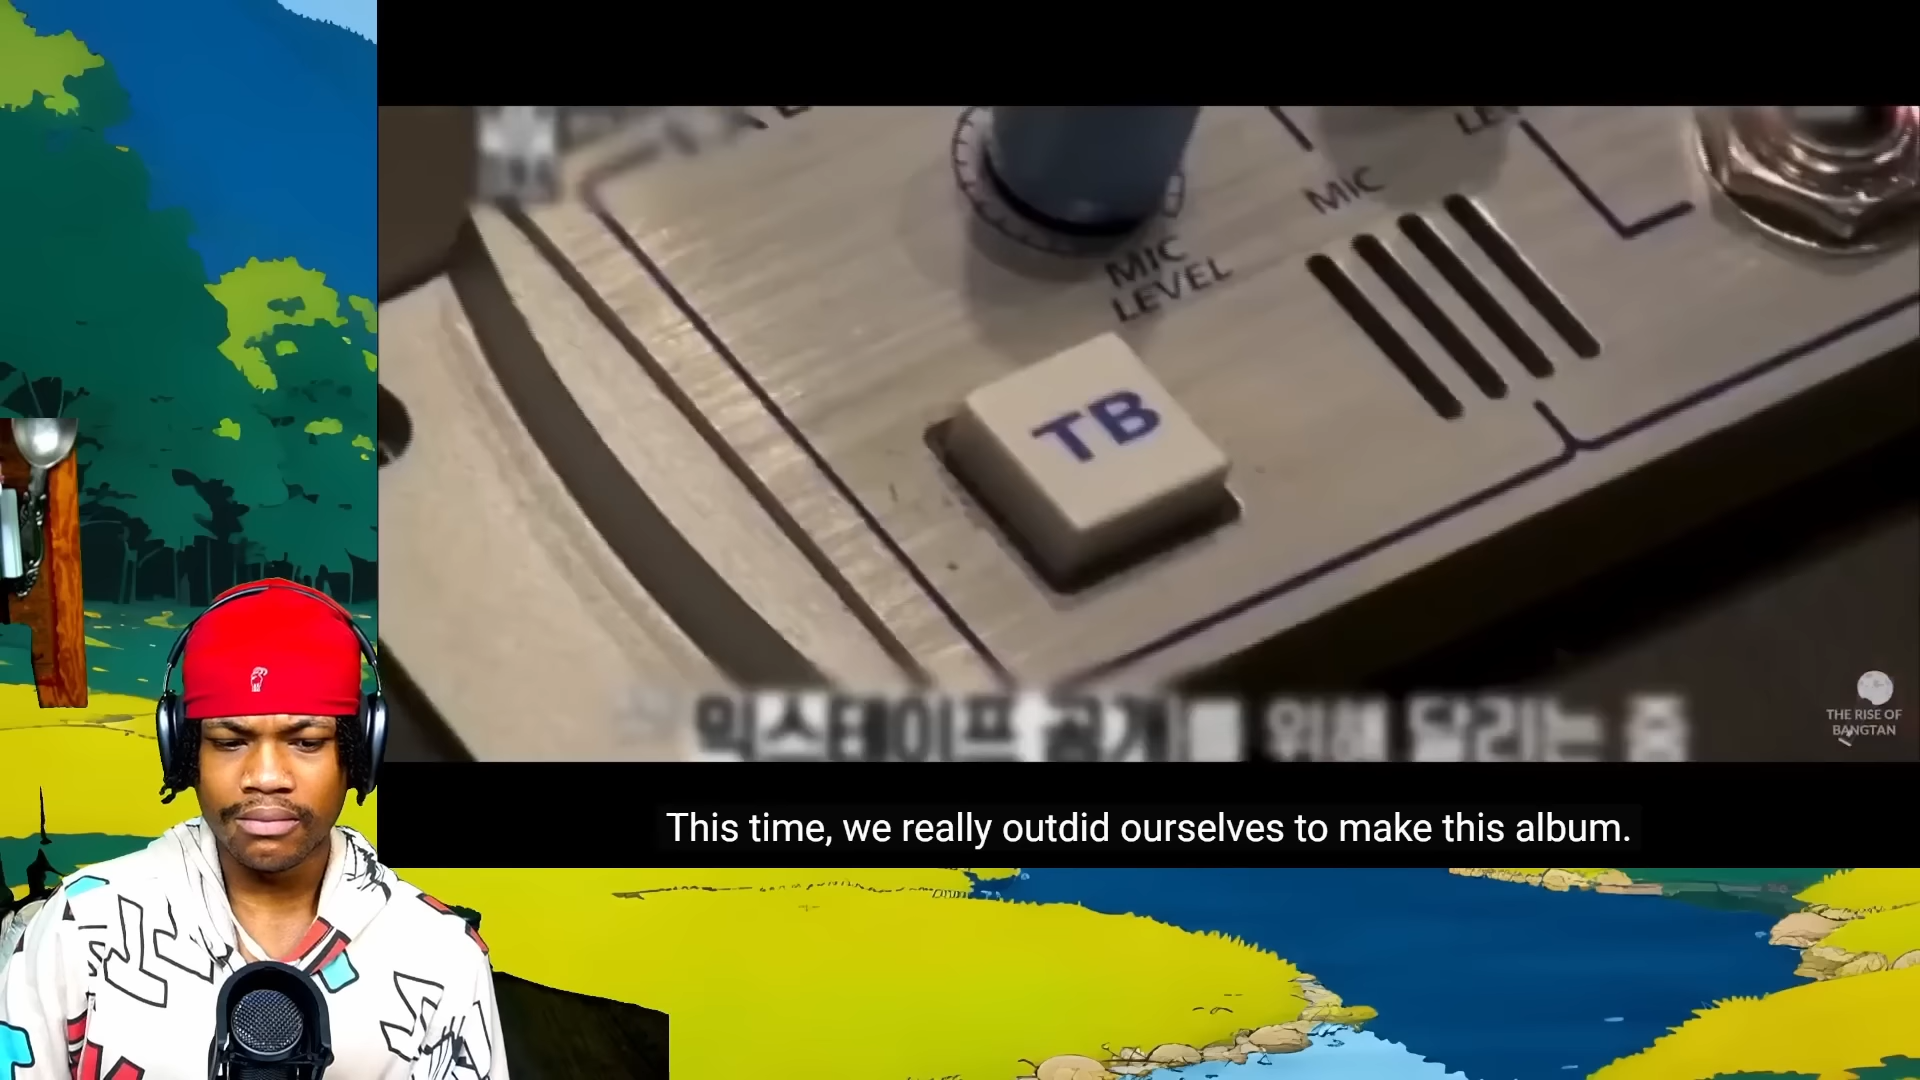 MIC
MIC
LEVEL
TB
믹스테이프 공개를 위해 달리는 중
THE RISE OF
BANGTAN
This time, we really outdid ourselves to make this album.